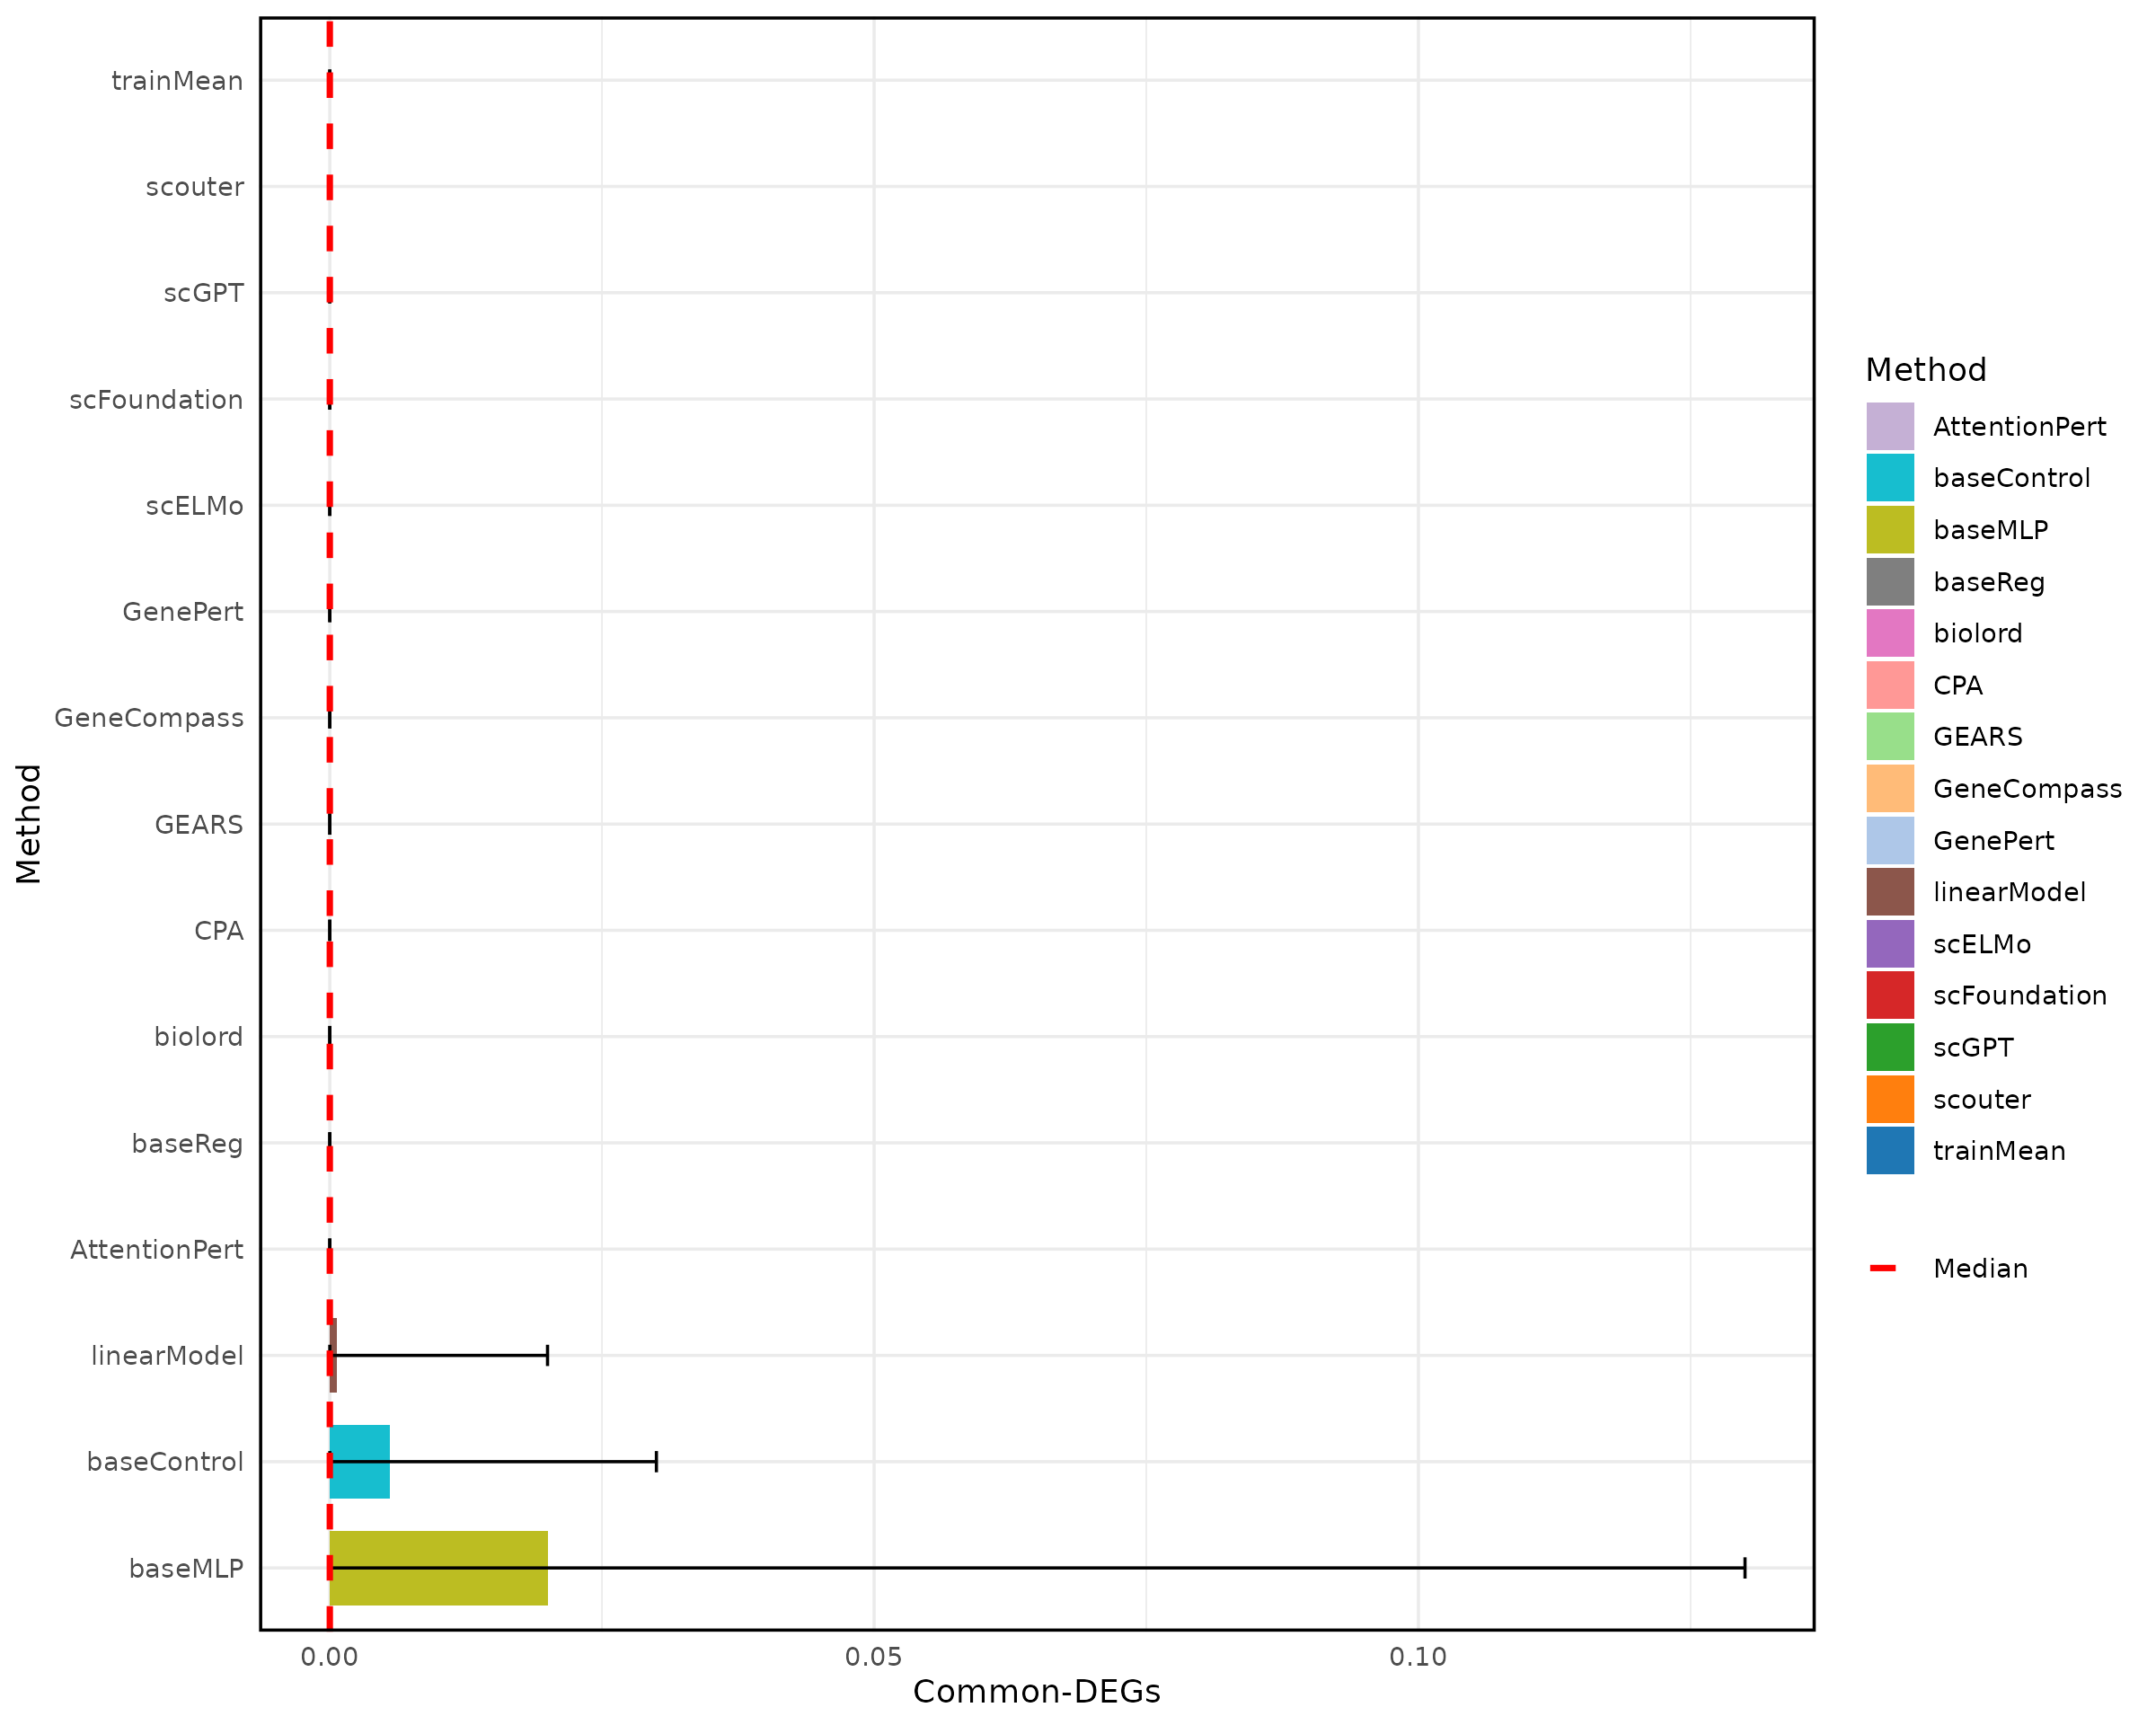 trainMean
scouter
scGPT
scFoundation
scELMo
GenePert
GeneCompass
GEARS
CPA
biolord
baseReg
AttentionPert
linearModel
baseControl
baseMLP
Method
0.00 0.05 0.10
Common-DEGs
Method
AttentionPert
baseControl
baseMLP
baseReg
biolord
CPA
GEARS
GeneCompass
GenePert
linearModel
scELMo
scFoundation
scGPT
scouter
trainMean
Median